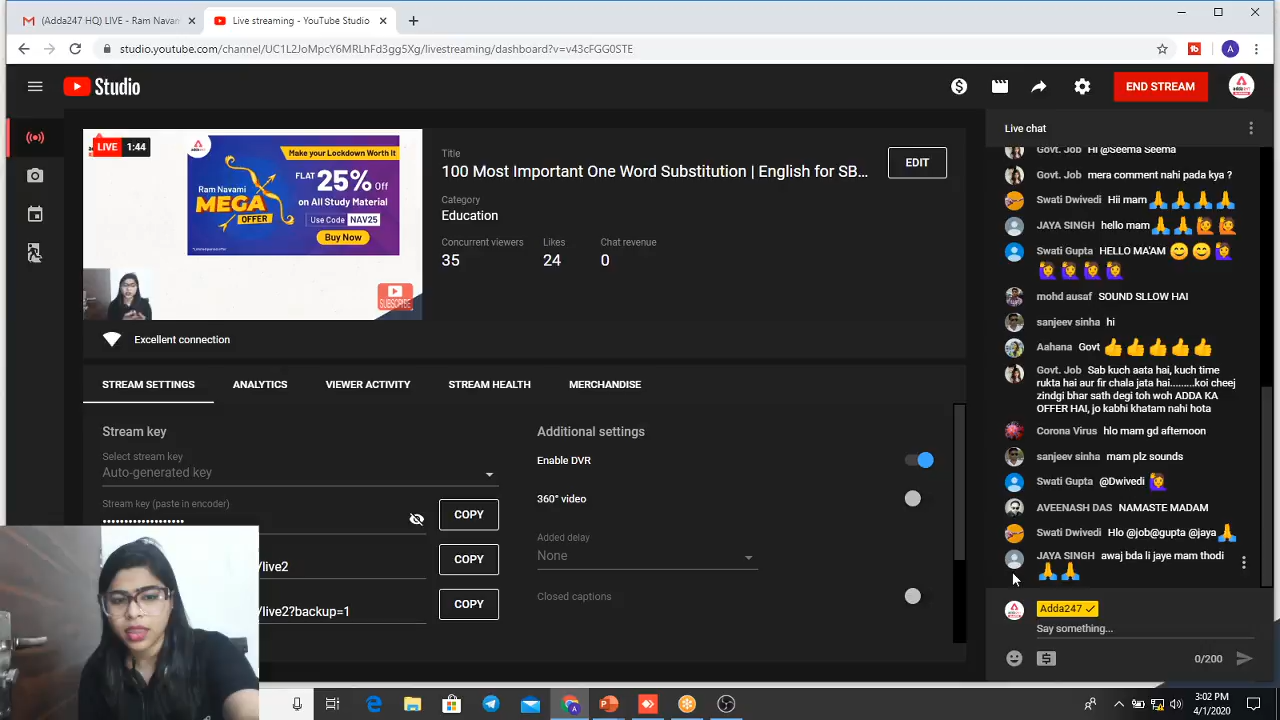 (Adda247 HQ) LIVE - Ram Navam
Live streaming - YouTube Studio
studio.youtube.com/channel/UC1L2JoMpcY6MRLhFd3gg5Xg/livestreaming/dashboard?v=v43cFGG0STE
A
Studio
END STREAM
LIVE 1:44
Make your Lockdown Worth It
Ram Navami
MEGA
OFFER
FLAT 25% Off
on All Study Material
Use Code NAV25
Buy Now
SUBSCRIBE
Title
100 Most Important One Word Substitution | English for SB...
EDIT
Category
Education
Concurrent viewers
Likes
Chat revenue
35
24
0
Excellent connection
STREAM SETTINGS
ANALYTICS
VIEWER ACTIVITY
STREAM HEALTH
MERCHANDISE
Stream key
Select stream key
Auto-generated key
Stream key (paste in encoder)
•••••••••••••••••••
COPY
/live2
COPY
/live2?backup=1
COPY
Additional settings
Enable DVR
360° video
Added delay
None
Closed captions
Live chat
Govt. Job Hi @Seema Seema
Govt. Job mera comment nahi pada kya ?
Swati Dwivedi Hii mam🙏🙏🙏🙏
JAYA SINGH hello mam🙏🙏🙋🙋
Swati Gupta HELLO MA'AM 😊😊🙋‍♀️
🙋‍♀️🙋‍♀️🙋‍♀️🙋‍♀️
mohd ausaf SOUND SLLOW HAI
sanjeev sinha hi
Aahana Govt 👍👍👍👍👍
Govt. Job Sab kuch aata hai, kuch time
rukta hai aur fir chala jata hai.........koi cheej
zindgi bhar sath degi toh woh ADDA KA
OFFER HAI, jo kabhi khatam nahi hota
Corona Virus hlo mam gd afternoon
sanjeev sinha mam plz sounds
Swati Gupta @Dwivedi 🙋‍♀️
AVEENASH DAS NAMASTE MADAM
Swati Dwivedi Hlo @job@gupta @jaya🙏
JAYA SINGH awaj bda li jaye mam thodi
🙏🙏
Adda247 ✓
Say something...
0/200
3:02 PM
4/1/2020